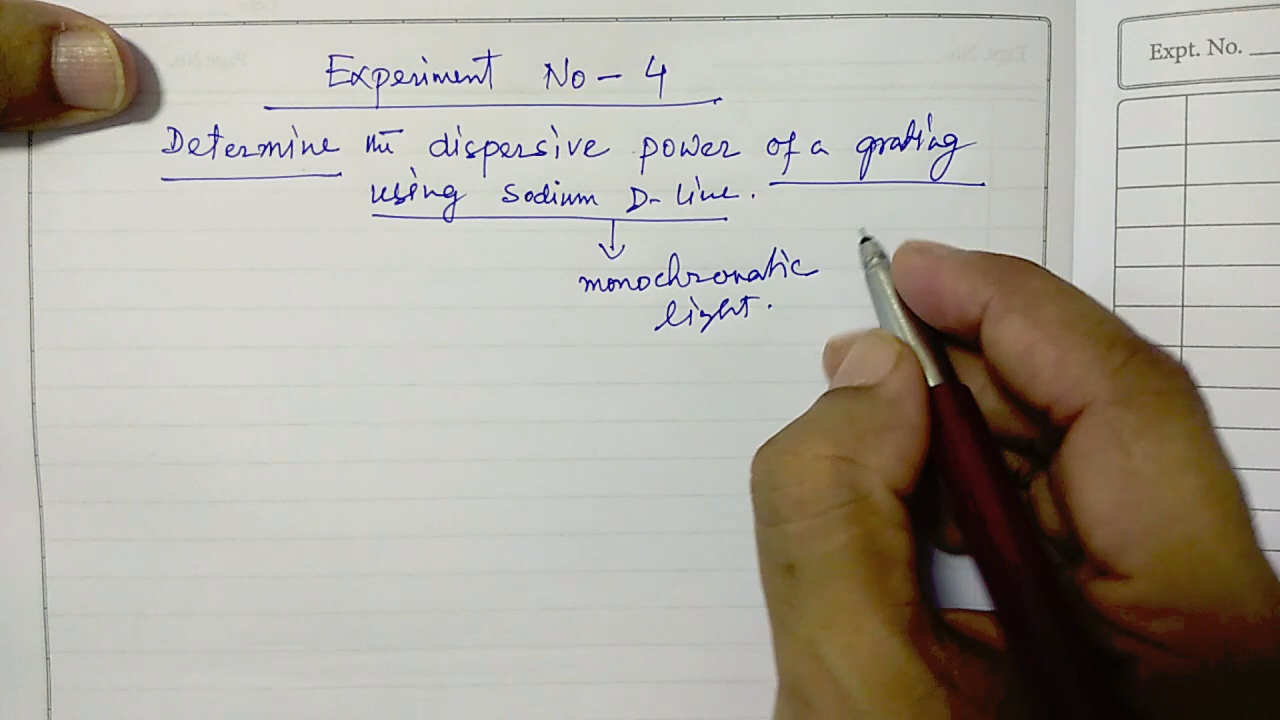 Experiment No - 4
Determine the dispersive power of a grating
using Sodium D- line.
monochromatic
light.
Expt. No.